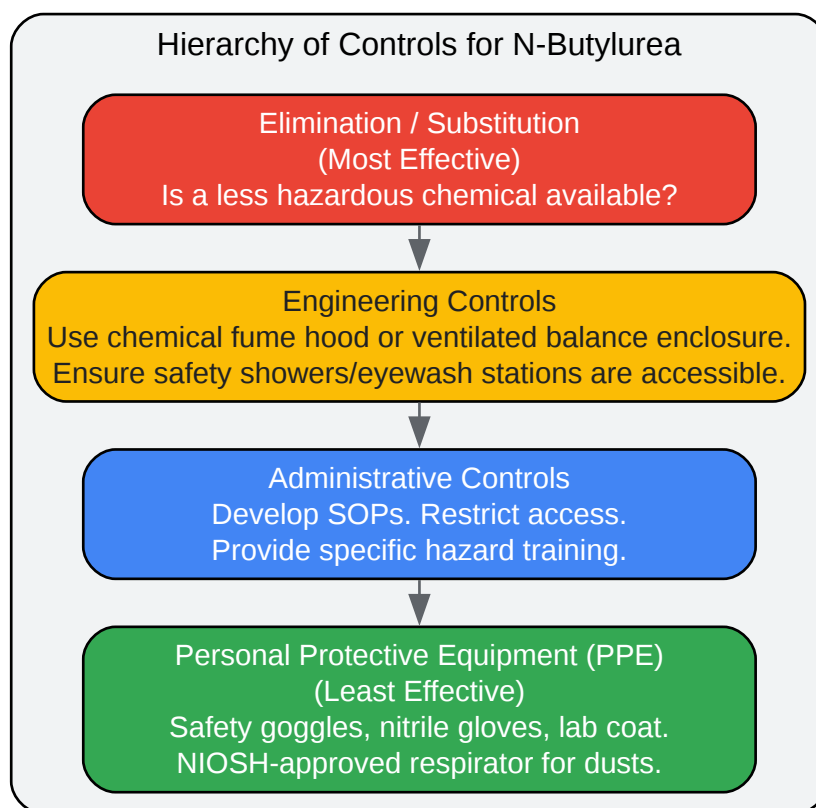 Hierarchy of Controls for N-Butylurea
Elimination / Substitution
(Most Effective)
Is a less hazardous chemical available?
Engineering Controls
Use chemical fume hood or ventilated balance enclosure.
Ensure safety showers/eyewash stations are accessible.
Administrative Controls
Develop SOPs. Restrict access.
Provide specific hazard training.
Personal Protective Equipment (PPE)
(Least Effective)
Safety goggles, nitrile gloves, lab coat.
NIOSH-approved respirator for dusts.